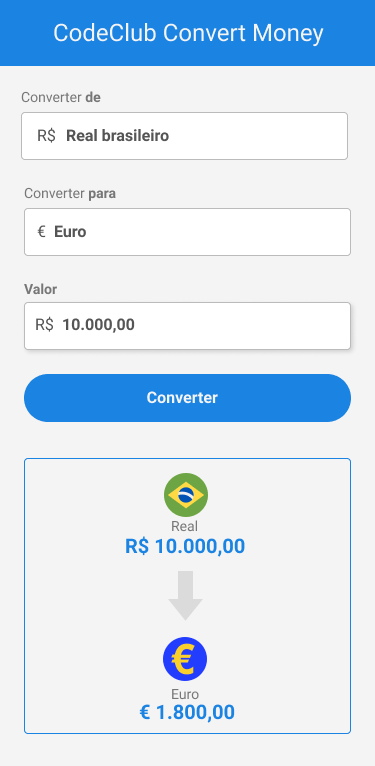 CodeClub Convert Money
Converter de
R$ Real brasileiro
Converter para
€ Euro
Valor
R$ 10.000,00
Converter
Real
R$ 10.000,00
€
Euro
€ 1.800,00